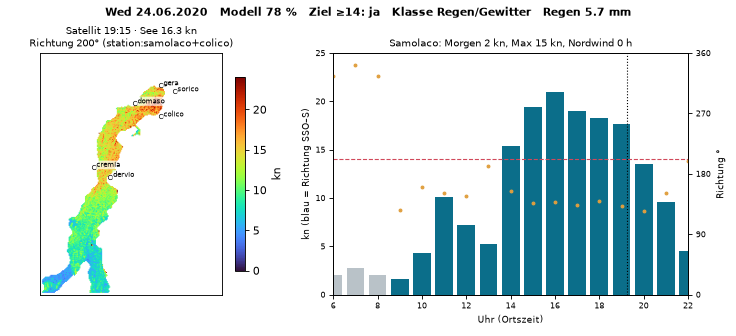 Wed 24.06.2020   Modell 78 %   Ziel ≥14: ja   Klasse Regen/Gewitter   Regen 5.7 mm
Satellit 19:15 · See 16.3 kn
Richtung 200° (station:samolaco+colico)
gera
sorico
domaso
colico
cremia
dervio
20
15
10
5
0
kn
Samolaco: Morgen 2 kn, Max 15 kn, Nordwind 0 h
kn (blau = Richtung SSO-S)
25
20
15
10
5
0
6
8
10
12
14
16
18
20
22
Uhr (Ortszeit)
360
270
180
90
0
Richtung °